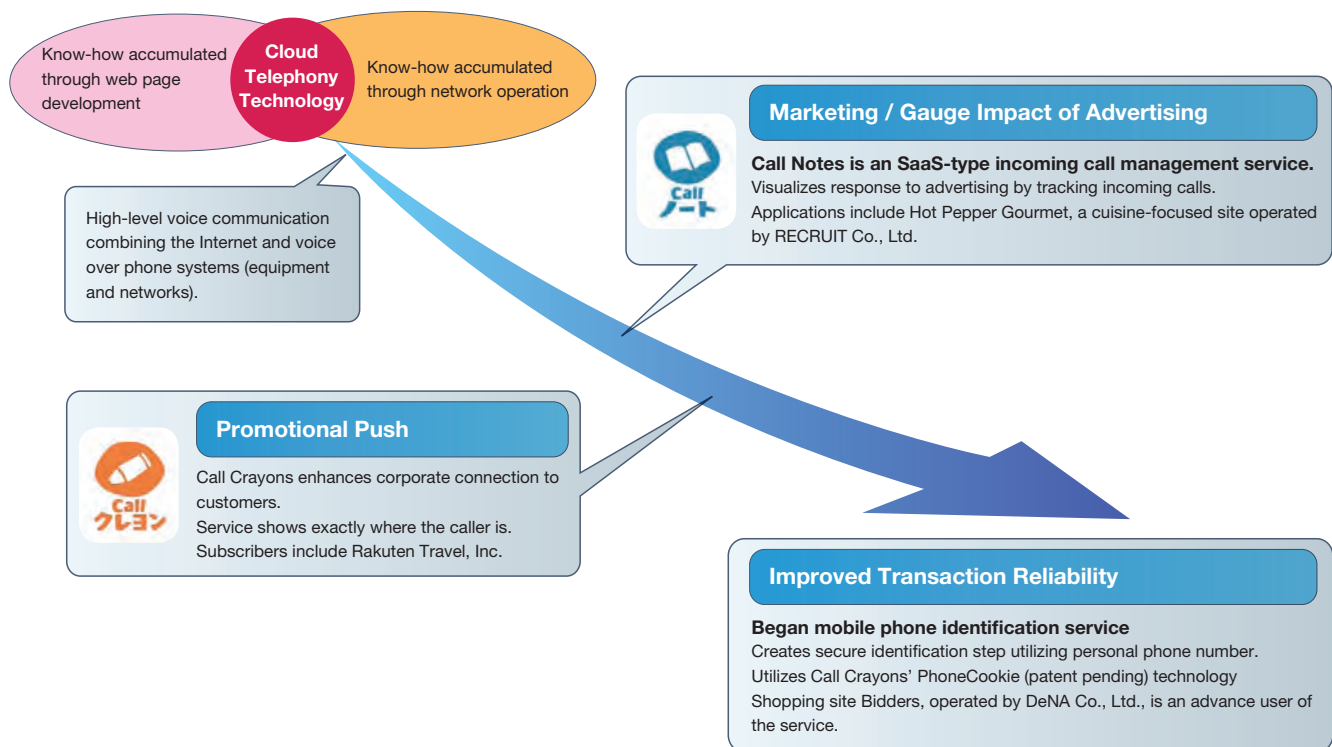 Know-how accumulated
through web page
development
Cloud
Telephony
Technology
Know-how accumulated
through network operation
High-level voice communication
combining the Internet and voice
over phone systems (equipment
and networks).
Marketing / Gauge Impact of Advertising
Call
ノート
Call Notes is an SaaS-type incoming call management service.
Visualizes response to advertising by tracking incoming calls.
Applications include Hot Pepper Gourmet, a cuisine-focused site operated
by RECRUIT Co., Ltd.
Promotional Push
Call
クレヨン
Call Crayons enhances corporate connection to
customers.
Service shows exactly where the caller is.
Subscribers include Rakuten Travel, Inc.
Improved Transaction Reliability
Began mobile phone identification service
Creates secure identification step utilizing personal phone number.
Utilizes Call Crayons’ PhoneCookie (patent pending) technology
Shopping site Bidders, operated by DeNA Co., Ltd., is an advance user of
the service.